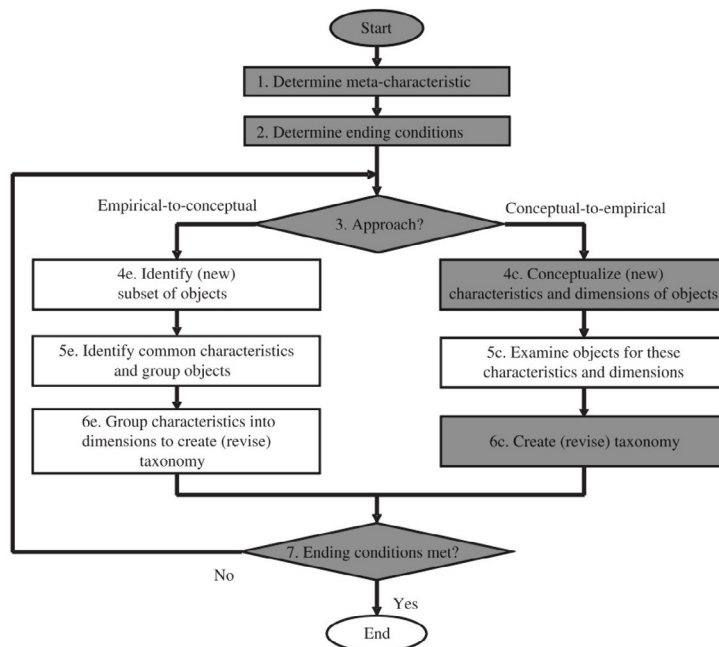 Start
1. Determine meta-characteristic
2. Determine ending conditions
Empirical-to-conceptual
Conceptual-to-empirical
3. Approach?
4e. Identify (new)
subset of objects
4c. Conceptualize (new)
characteristics and dimensions of objects
5e. Identify common characteristics
and group objects
5c. Examine objects for these
characteristics and dimensions
6e. Group characteristics into
dimensions to create (revise)
taxonomy
6c. Create (revise) taxonomy
7. Ending conditions met?
No
Yes
End